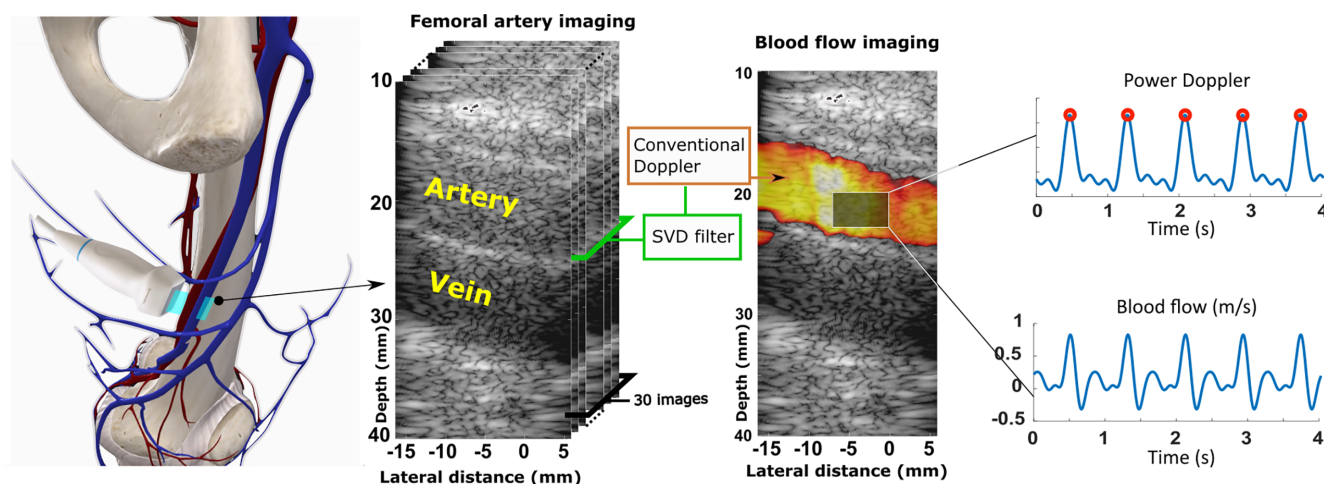 Femoral artery imaging
10
20
30
40
Depth (mm)
-15 -10 -5 0 5
Lateral distance (mm)
Artery
Vein
30 images
Conventional
Doppler
SVD filter
Blood flow imaging
10
20
30
40
Depth (mm)
-15 -10 -5 0 5
Lateral distance (mm)
Power Doppler
0 1 2 3 4
Time (s)
Blood flow (m/s)
1
0.5
0
-0.5
0 1 2 3 4
Time (s)